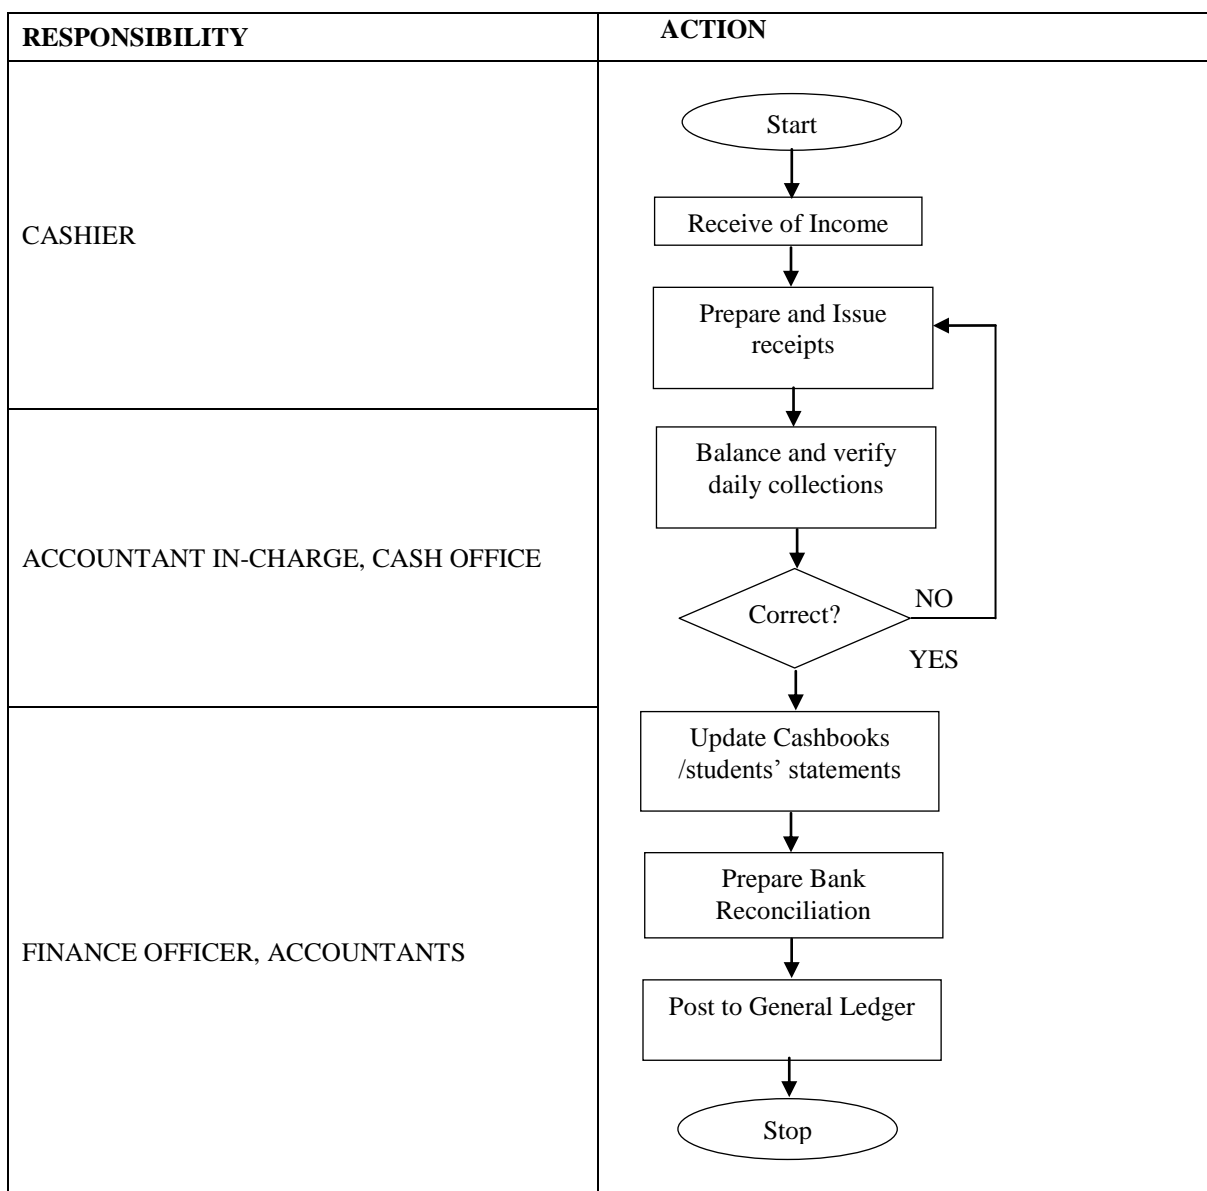 RESPONSIBILITY
ACTION
CASHIER
Start
Receive of Income
Prepare and Issue
receipts
ACCOUNTANT IN-CHARGE, CASH OFFICE
Balance and verify
daily collections
Correct?
NO
YES
FINANCE OFFICER, ACCOUNTANTS
Update Cashbooks
/students’ statements
Prepare Bank
Reconciliation
Post to General Ledger
Stop